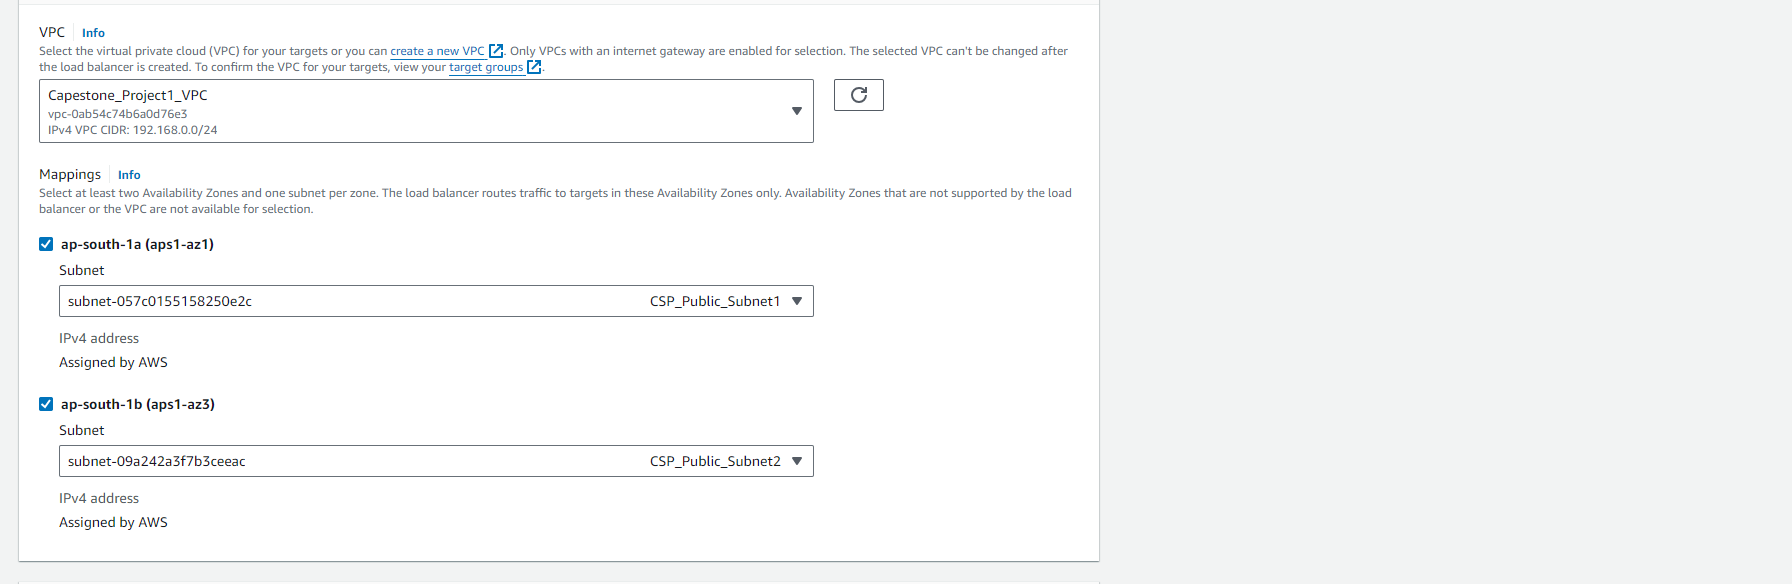 VPC Info
Select the virtual private cloud (VPC) for your targets or you can create a new VPC. Only VPCs with an internet gateway are enabled for selection. The selected VPC can't be changed after
the load balancer is created. To confirm the VPC for your targets, view your target groups.
Capestone_Project1_VPC
vpc-0ab54c74b6a0d76e3
IPv4 VPC CIDR: 192.168.0.0/24
Mappings Info
Select at least two Availability Zones and one subnet per zone. The load balancer routes traffic to targets in these Availability Zones only. Availability Zones that are not supported by the load
balancer or the VPC are not available for selection.
ap-south-1a (aps1-az1)
Subnet
subnet-057c0155158250e2c CSP_Public_Subnet1
IPv4 address
Assigned by AWS
ap-south-1b (aps1-az3)
Subnet
subnet-09a242a3f7b3ceeac CSP_Public_Subnet2
IPv4 address
Assigned by AWS